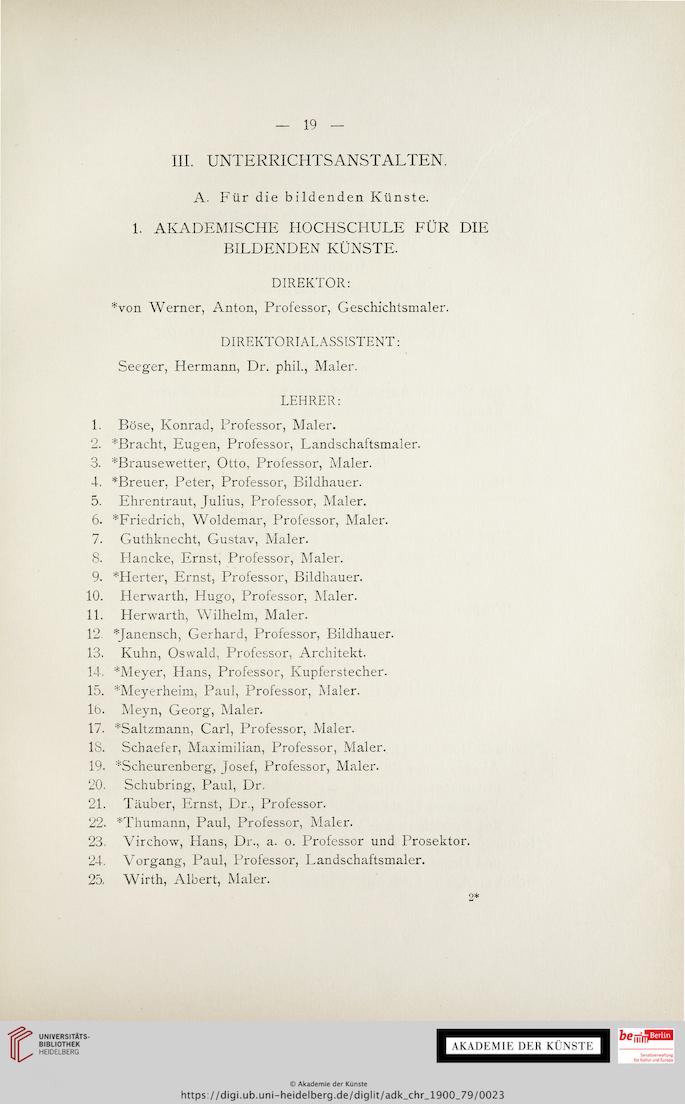 — 19 —
III. UNTERRICHTSANSTALTEN.
A. Für die bildenden Künste.
1. AKADEMISCHE HOCHSCHULE FÜR DIE
BILDENDEN KÜNSTE.
DIREKTOR:
*von Werner, Anton, Professor, Geschichtsmaler.
DIREKTORIALASSISTENT:
Seeger, Hermann, Dr. phil., Maler.
LEHRER:
1. Böse, Konrad, Professor, Maler.
2. *Bracht, Eugen, Professor, Landschaftsmaler.
3. *Brausewetter, Otto, Professor, Maler.
4. *Breuer, Peter, Professor, Bildhauer.
5. Ehrentraut, Julius, Professor, Maler.
6. *Friedrich, Woldemar, Professor, Maler.
7. Guthknecht, Gustav, Maler.
8. Hancke, Ernst, Professor, Maler.
9. *Herter, Ernst, Professor, Bildhauer.
10. Herwarth, Hugo, Professor, Maler.
11. Herwarth, Wilhelm, Maler.
12. *Janensch, Gerhard, Professor, Bildhauer.
13. Kuhn, Oswald, Professor, Architekt.
14. *Meyer, Hans, Professor, Kupferstecher.
15. *Meyerheim, Paul, Professor, Maler.
16. Meyn, Georg, Maler.
17. *Saltzmann, Carl, Professor, Maler.
18. Schaefer, Maximilian, Professor, Maler.
19. *Scheurenberg, Josef, Professor, Maler.
20. Schubring, Paul, Dr.
21. Täuber, Ernst, Dr., Professor.
22. *Thumann, Paul, Professor, Maler.
23. Virchow, Hans, Dr., a. o. Professor und Prosektor.
24. Vorgang, Paul, Professor, Landschaftsmaler.
25. Wirth, Albert, Maler.
2*
UNIVERSITÄTS-
BIBLIOTHEK
HEIDELBERG
AKADEMIE DER KÜNSTE
be Berlin
Senatsverwaltung
für Kultur und Europa
© Akademie der Künste
https://digi.ub.uni-heidelberg.de/diglit/adk_chr_1900_79/0023